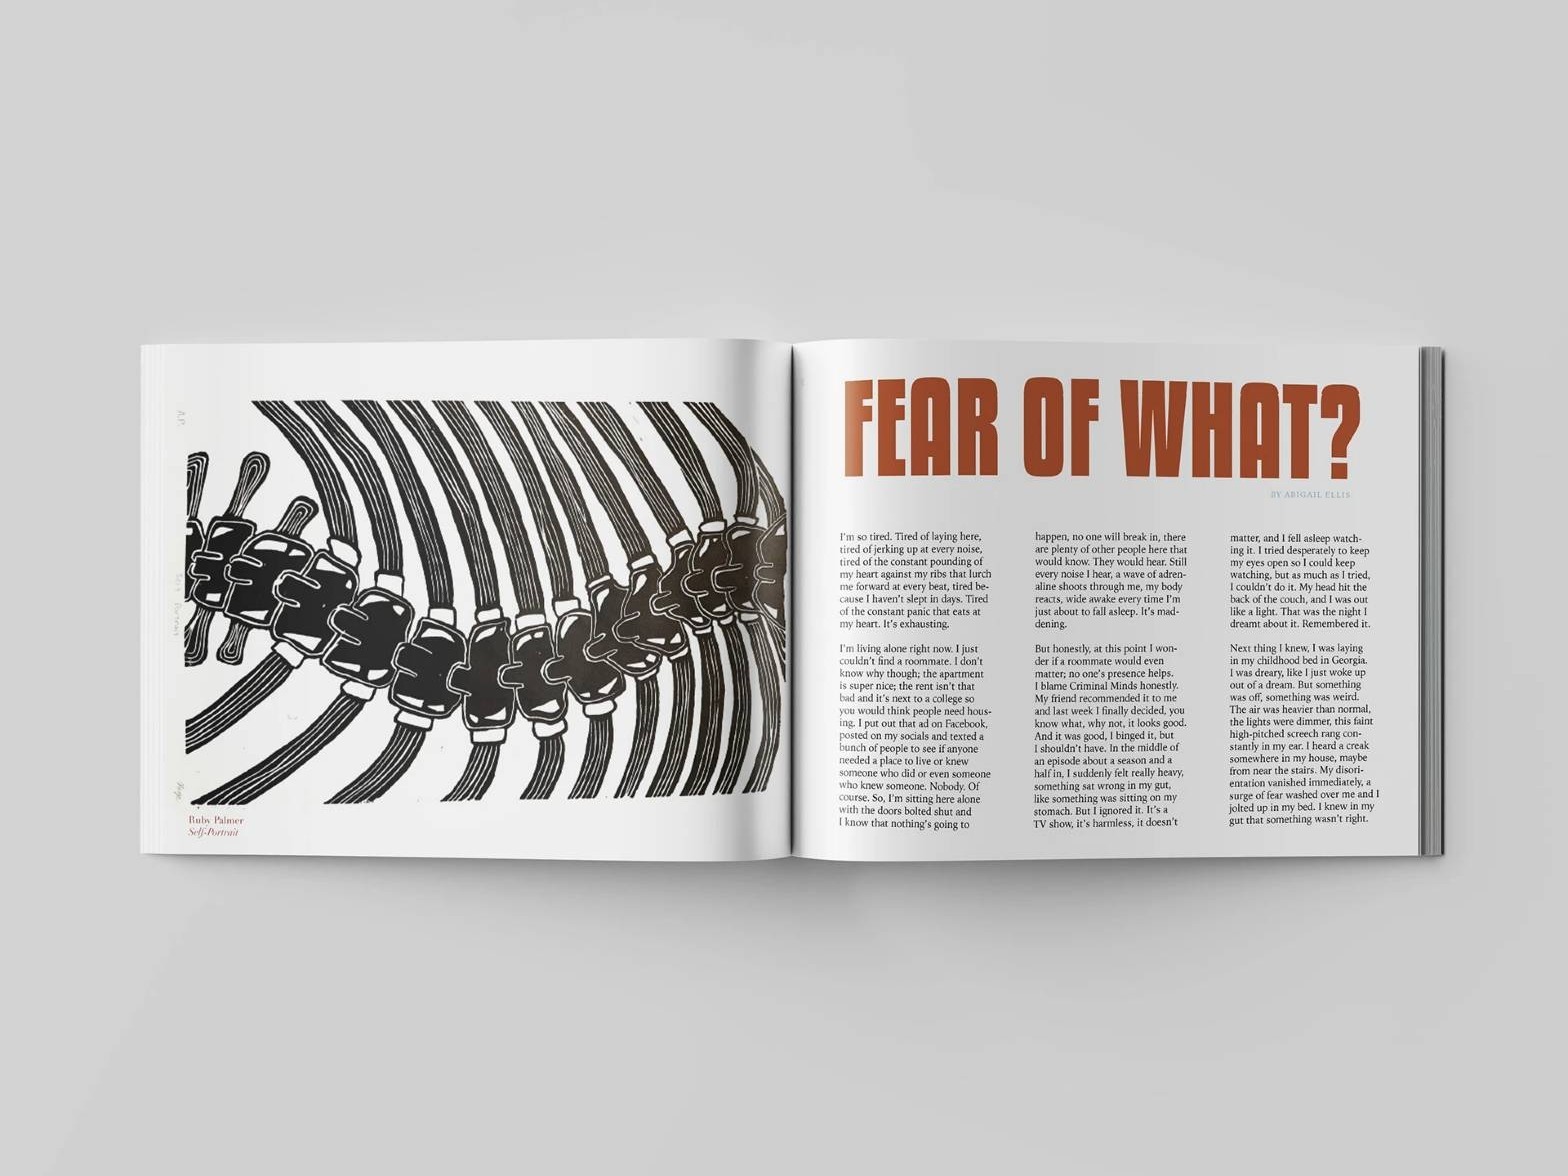 A.P.
Self Portrait
Ruby Palmer
Self-Portrait
FEAR OF WHAT?
BY ABIGAIL ELLIS
I'm so tired. Tired of laying here,
tired of jerking up at every noise,
tired of the constant pounding of
my heart against my ribs that lurch
me forward at every beat, tired be-
cause I haven't slept in days. Tired
of the constant panic that eats at
my heart. It's exhausting.
I'm living alone right now. I just
couldn't find a roommate. I don't
know why though; the apartment
is super nice; the rent isn't that
bad and it's next to a college so
you would think people need hous-
ing. I put out that ad on Facebook,
posted on my socials and texted a
bunch of people to see if anyone
needed a place to live or knew
someone who did or even someone
who knew someone. Nobody. Of
course. So, I'm sitting here alone
with the doors bolted shut and
I know that nothing's going to
happen, no one will break in, there
are plenty of other people here that
would know. They would hear. Still
every noise I hear, a wave of adren-
aline shoots through me, my body
reacts, wide awake every time I'm
just about to fall asleep. It's mad-
dening.
But honestly, at this point I won-
der if a roommate would even
matter; no one's presence helps.
I blame Criminal Minds honestly.
My friend recommended it to me
and last week I finally decided, you
know what, why not, it looks good.
And it was good, I binged it, but
I shouldn't have. In the middle of
an episode about a season and a
half in, I suddenly felt really heavy,
something sat wrong in my gut,
like something was sitting on my
stomach. But I ignored it. It's a
TV show, it's harmless, it doesn't
matter, and I fell asleep watch-
ing it. I tried desperately to keep
my eyes open so I could keep
watching, but as much as I tried,
I couldn't do it. My head hit the
back of the couch, and I was out
like a light. That was the night I
dreamt about it. Remembered it.
Next thing I knew, I was laying
in my childhood bed in Georgia.
I was dreary, like I just woke up
out of a dream. But something
was off, something was weird.
The air was heavier than normal,
the lights were dimmer, this faint
high-pitched screech rang con-
stantly in my ear. I heard a creak
somewhere in my house, maybe
from near the stairs. My disori-
entation vanished immediately, a
surge of fear washed over me and I
jolted up in my bed. I knew in my
gut that something wasn't right.